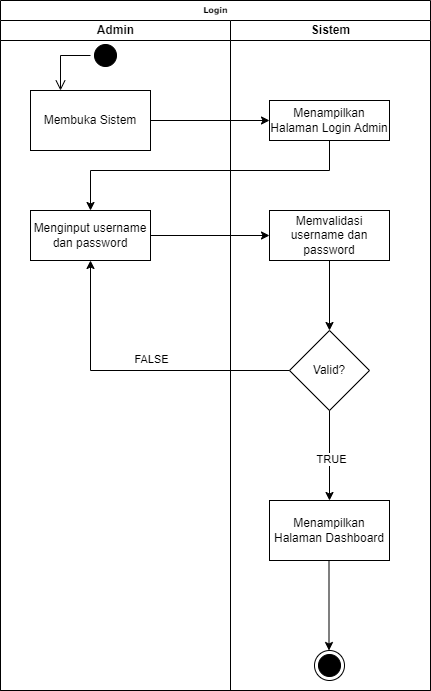 Login
Admin
Sistem
Membuka Sistem
Menampilkan
Halaman Login Admin
Menginput username
dan password
Memvalidasi
username dan
password
FALSE
Valid?
TRUE
Menampilkan
Halaman Dashboard